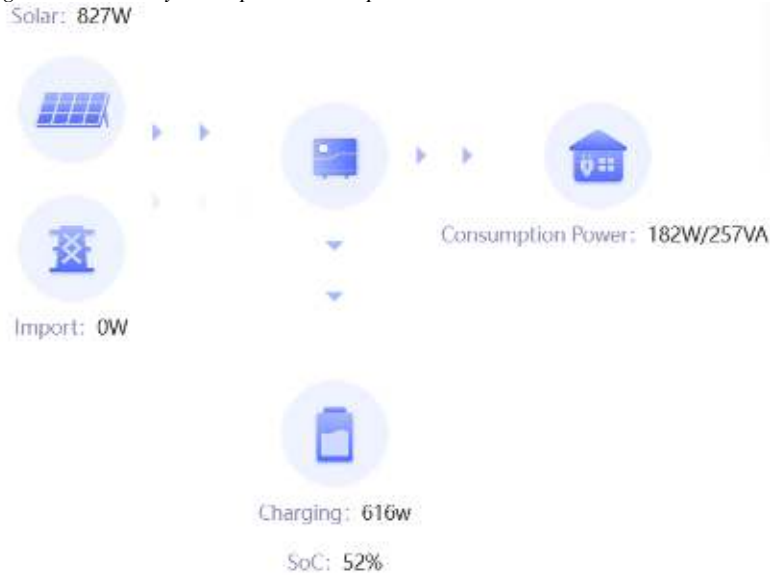 Solar: 827W
Consumption Power: 182W/257VA
Import: 0W
Charging: 616w
SoC: 52%